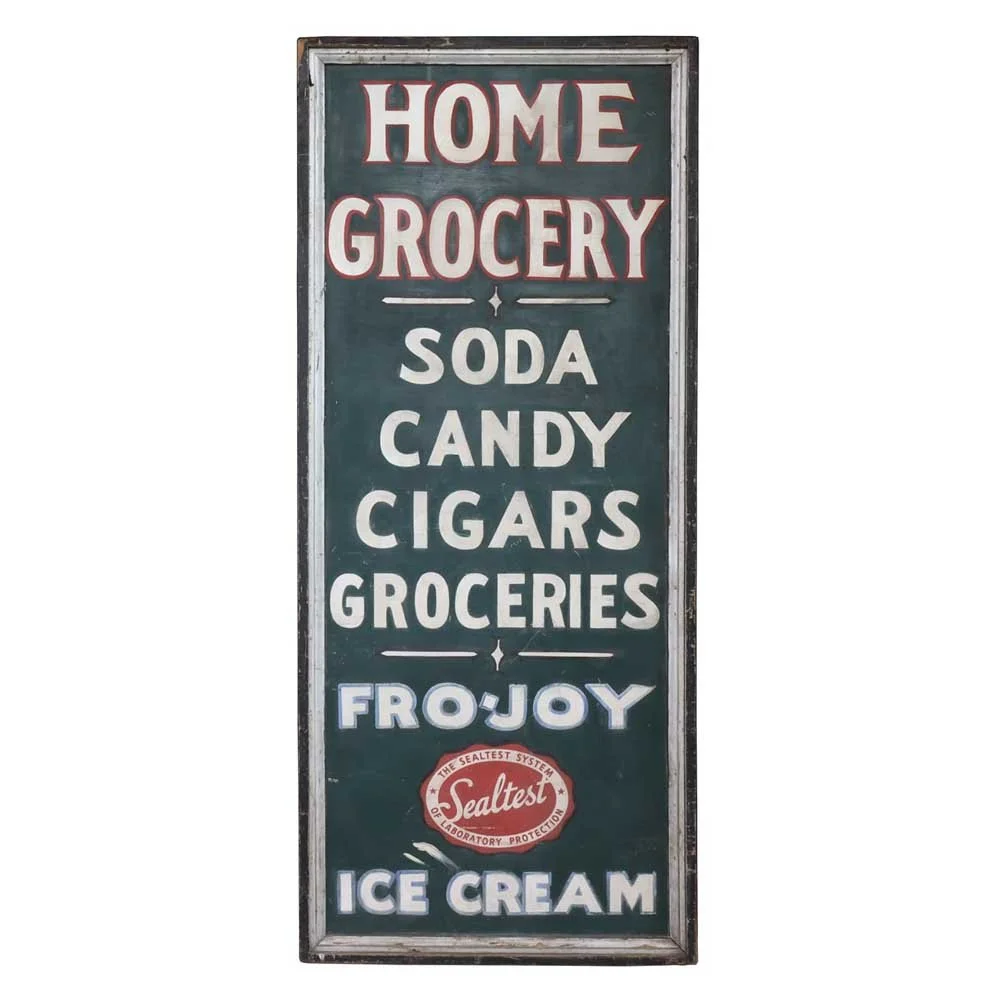 HOME
GROCERY
SODA
CANDY
CIGARS
GROCERIES
FRO·JOY
THE SEALTEST SYSTEM
Sealtest
OF LABORATORY PROTECTION
ICE CREAM